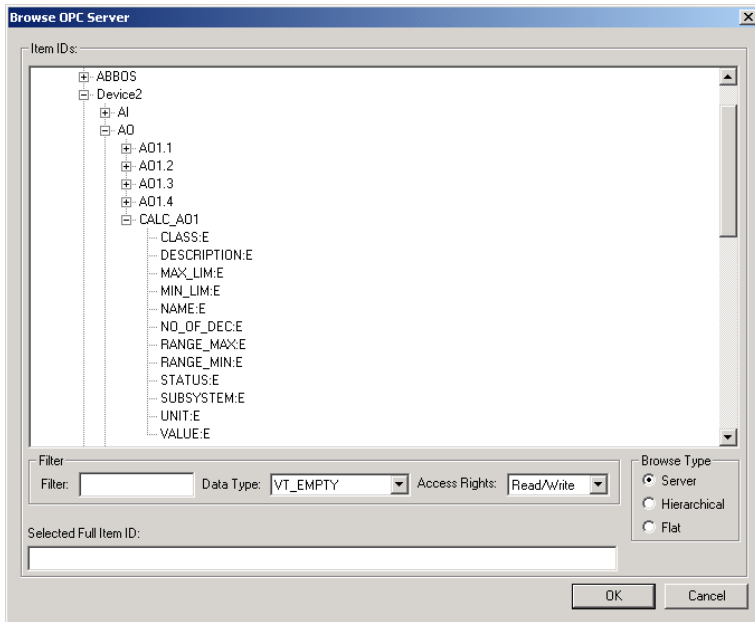 Browse OPC Server
Item IDs:
ABBOS
Device2
AI
AO
AO1.1
AO1.2
AO1.3
AO1.4
CALC_AO1
CLASS:E
DESCRIPTION:E
MAX_LIM:E
MIN_LIM:E
NAME:E
NO_OF_DEC:E
RANGE_MAX:E
RANGE_MIN:E
STATUS:E
SUBSYSTEM:E
UNIT:E
VALUE:E
Filter
Filter: Data Type: VT_EMPTY Access Rights: Read/Write
Browse Type
Server
Hierarchical
Flat
Selected Full Item ID:
OK Cancel